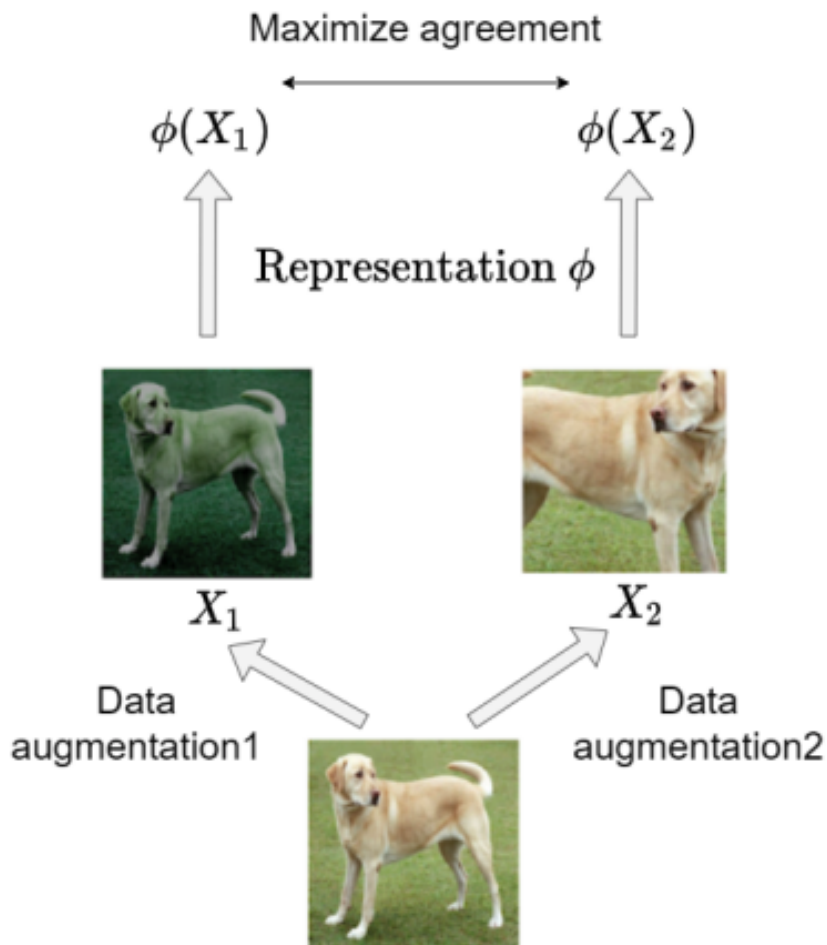 Maximize agreement
ϕ(X₁) ϕ(X₂)
Representation ϕ
X₁ X₂
Data
augmentation1
Data
augmentation2